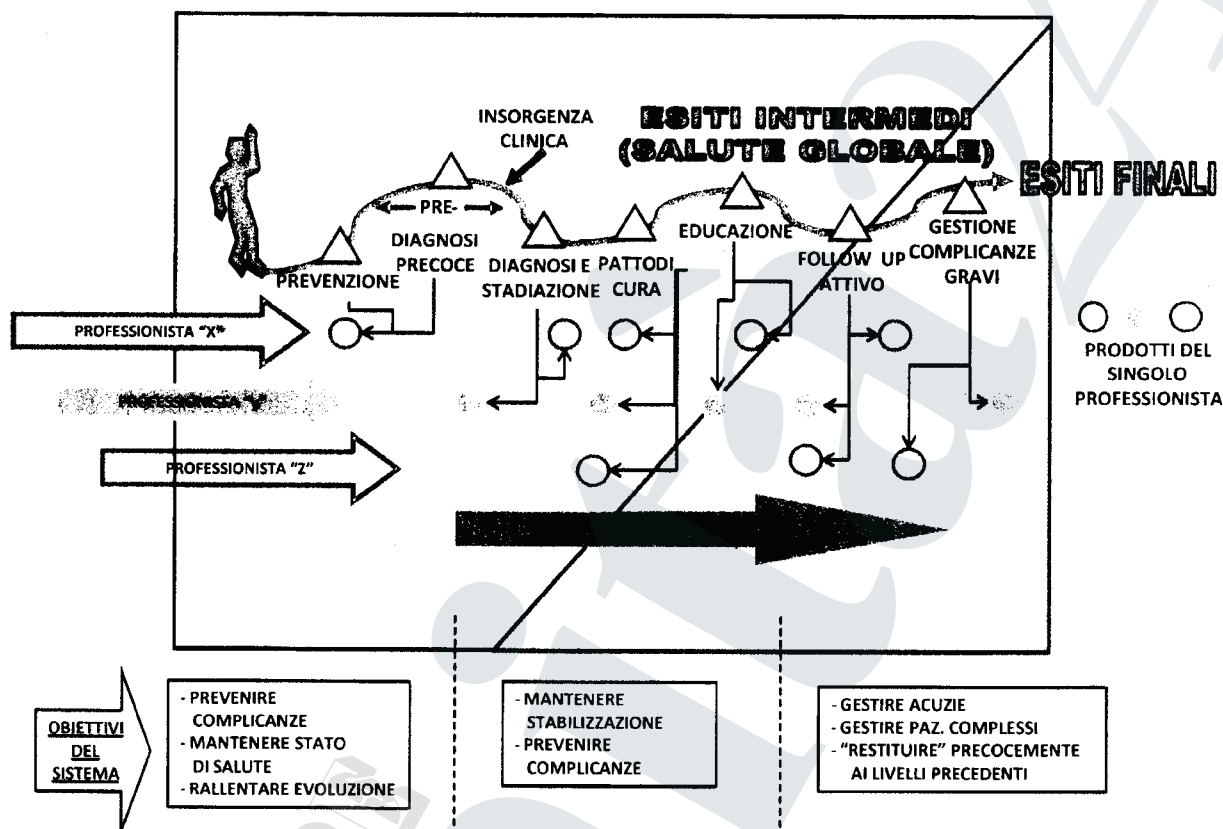 INSORGENZA
CLINICA
ESITI INTERMEDI
(SALUTE GLOBALE)
ESITI FINALI
PRE-
DIAGNOSI
PRECOCE
PREVENZIONE
DIAGNOSI E
STADIAZIONE
PATTODI
CURA
EDUCAZIONE
FOLLOW UP
ATTIVO
GESTIONE
COMPLICANZE
GRAVI
PROFESSIONISTA "X"
PROFESSIONISTA "y"
PROFESSIONISTA "Z"
PRODOTTI DEL
SINGOLO
PROFESSIONISTA
OBIETTIVI
DEL
SISTEMA
- PREVENIRE
COMPLICANZE
- MANTENERE STATO
DI SALUTE
- RALLENTARE EVOLUZIONE
- MANTENERE
STABILIZZAZIONE
- PREVENIRE
COMPLICANZE
- GESTIRE ACUZIE
- GESTIRE PAZ. COMPLESSI
- "RESTITUIRE" PRECOCEMENTE
AI LIVELLI PRECEDENTI